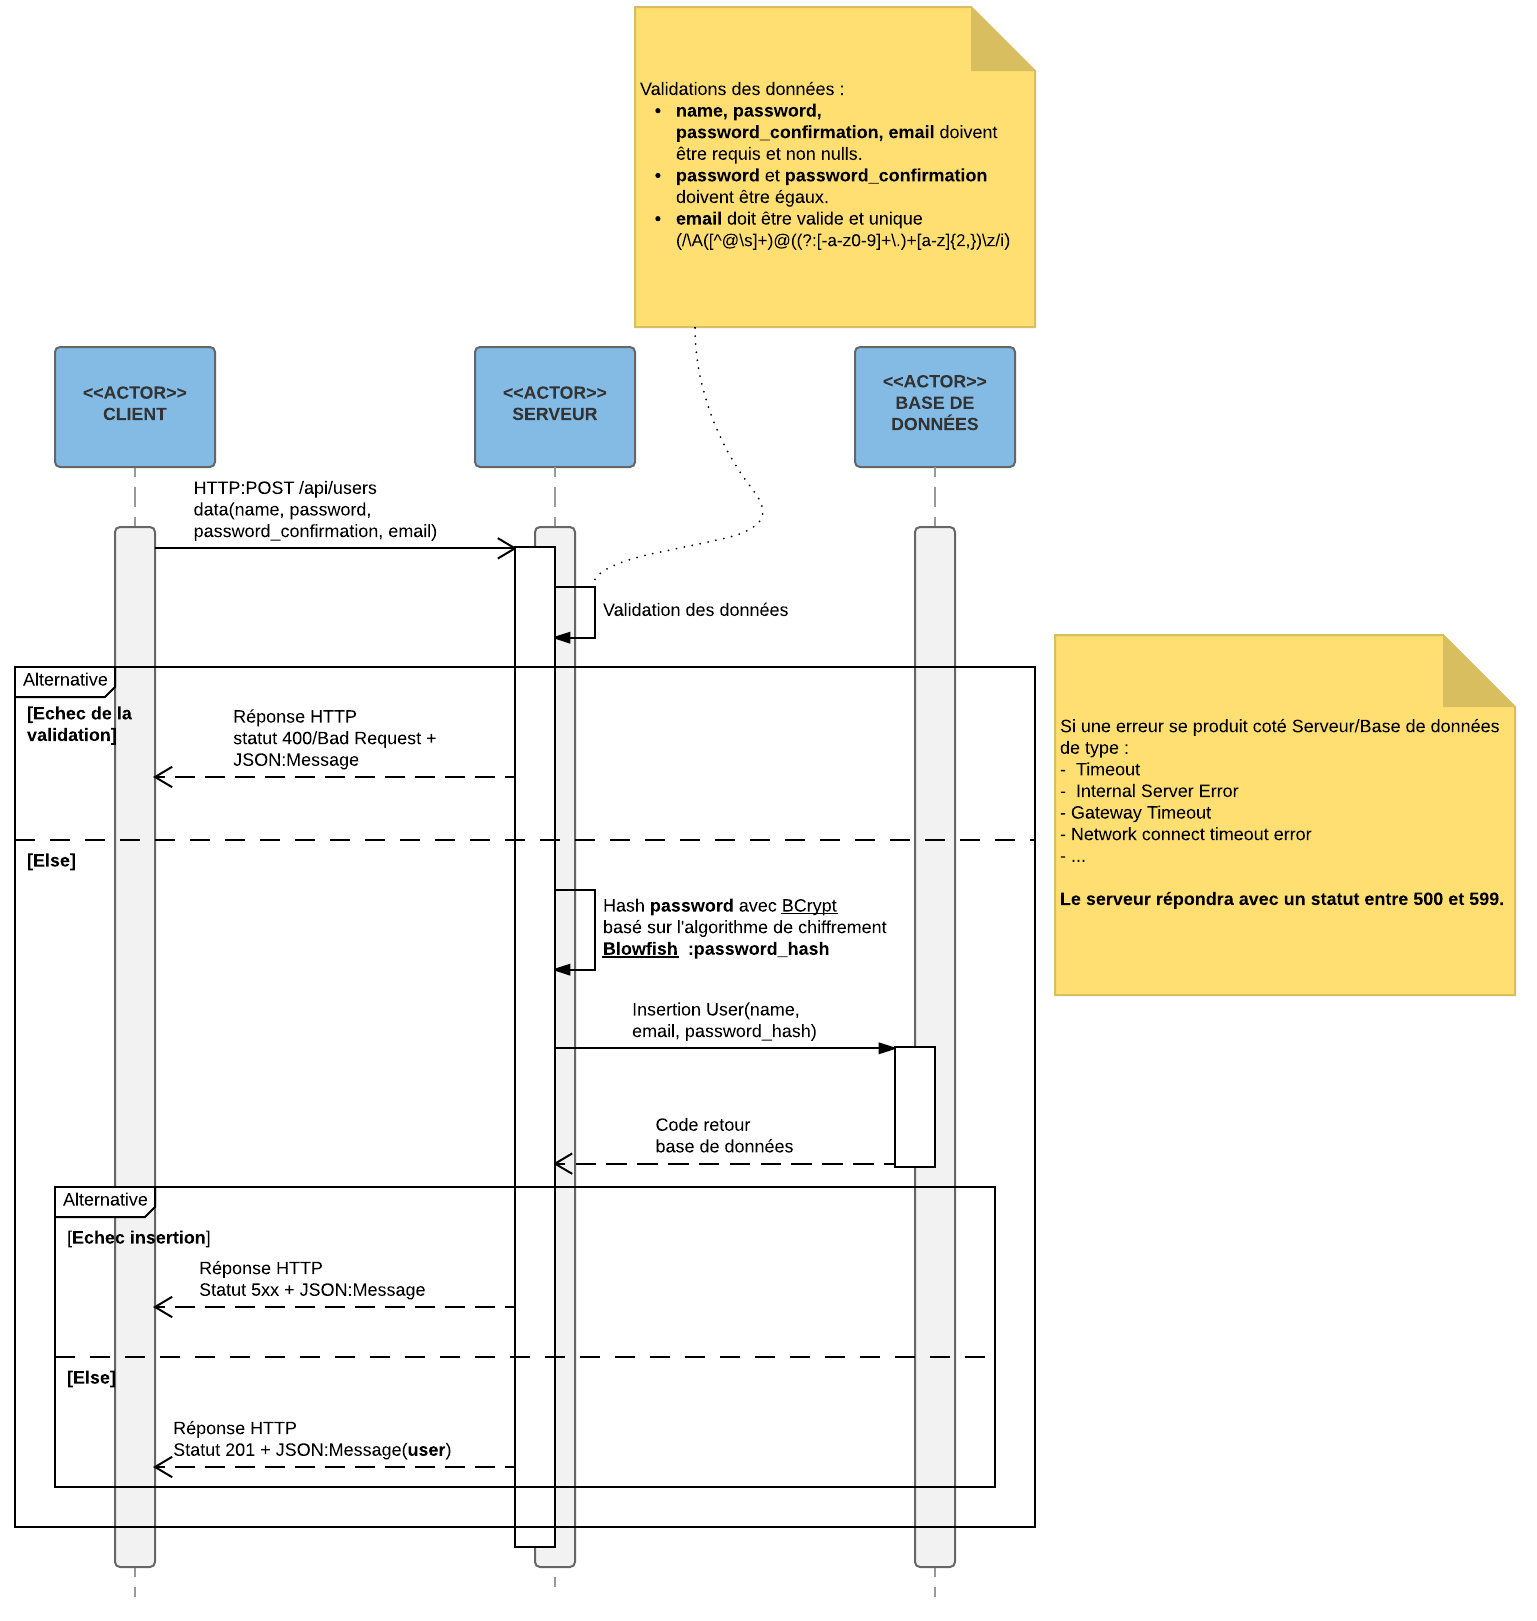 Validations des données :
• name, password,
password_confirmation, email doivent
être requis et non nulls.
• password et password_confirmation
doivent être égaux.
• email doit être valide et unique
(/\A([^@\s]+)@((?:[-a-z0-9]+\.)+[a-z]{2,})\z/i)
<<ACTOR>>
CLIENT
<<ACTOR>>
SERVEUR
<<ACTOR>>
BASE DE
DONNÉES
HTTP:POST /api/users
data(name, password,
password_confirmation, email)
Validation des données
Alternative
[Echec de la
validation]
Réponse HTTP
statut 400/Bad Request +
JSON:Message
Si une erreur se produit coté Serveur/Base de données
de type :
- Timeout
- Internal Server Error
- Gateway Timeout
- Network connect timeout error
- ...
Le serveur répondra avec un statut entre 500 et 599.
[Else]
Hash password avec BCrypt
basé sur l'algorithme de chiffrement
Blowfish :password_hash
Insertion User(name,
email, password_hash)
Code retour
base de données
Alternative
[Echec insertion]
Réponse HTTP
Statut 5xx + JSON:Message
[Else]
Réponse HTTP
Statut 201 + JSON:Message(user)